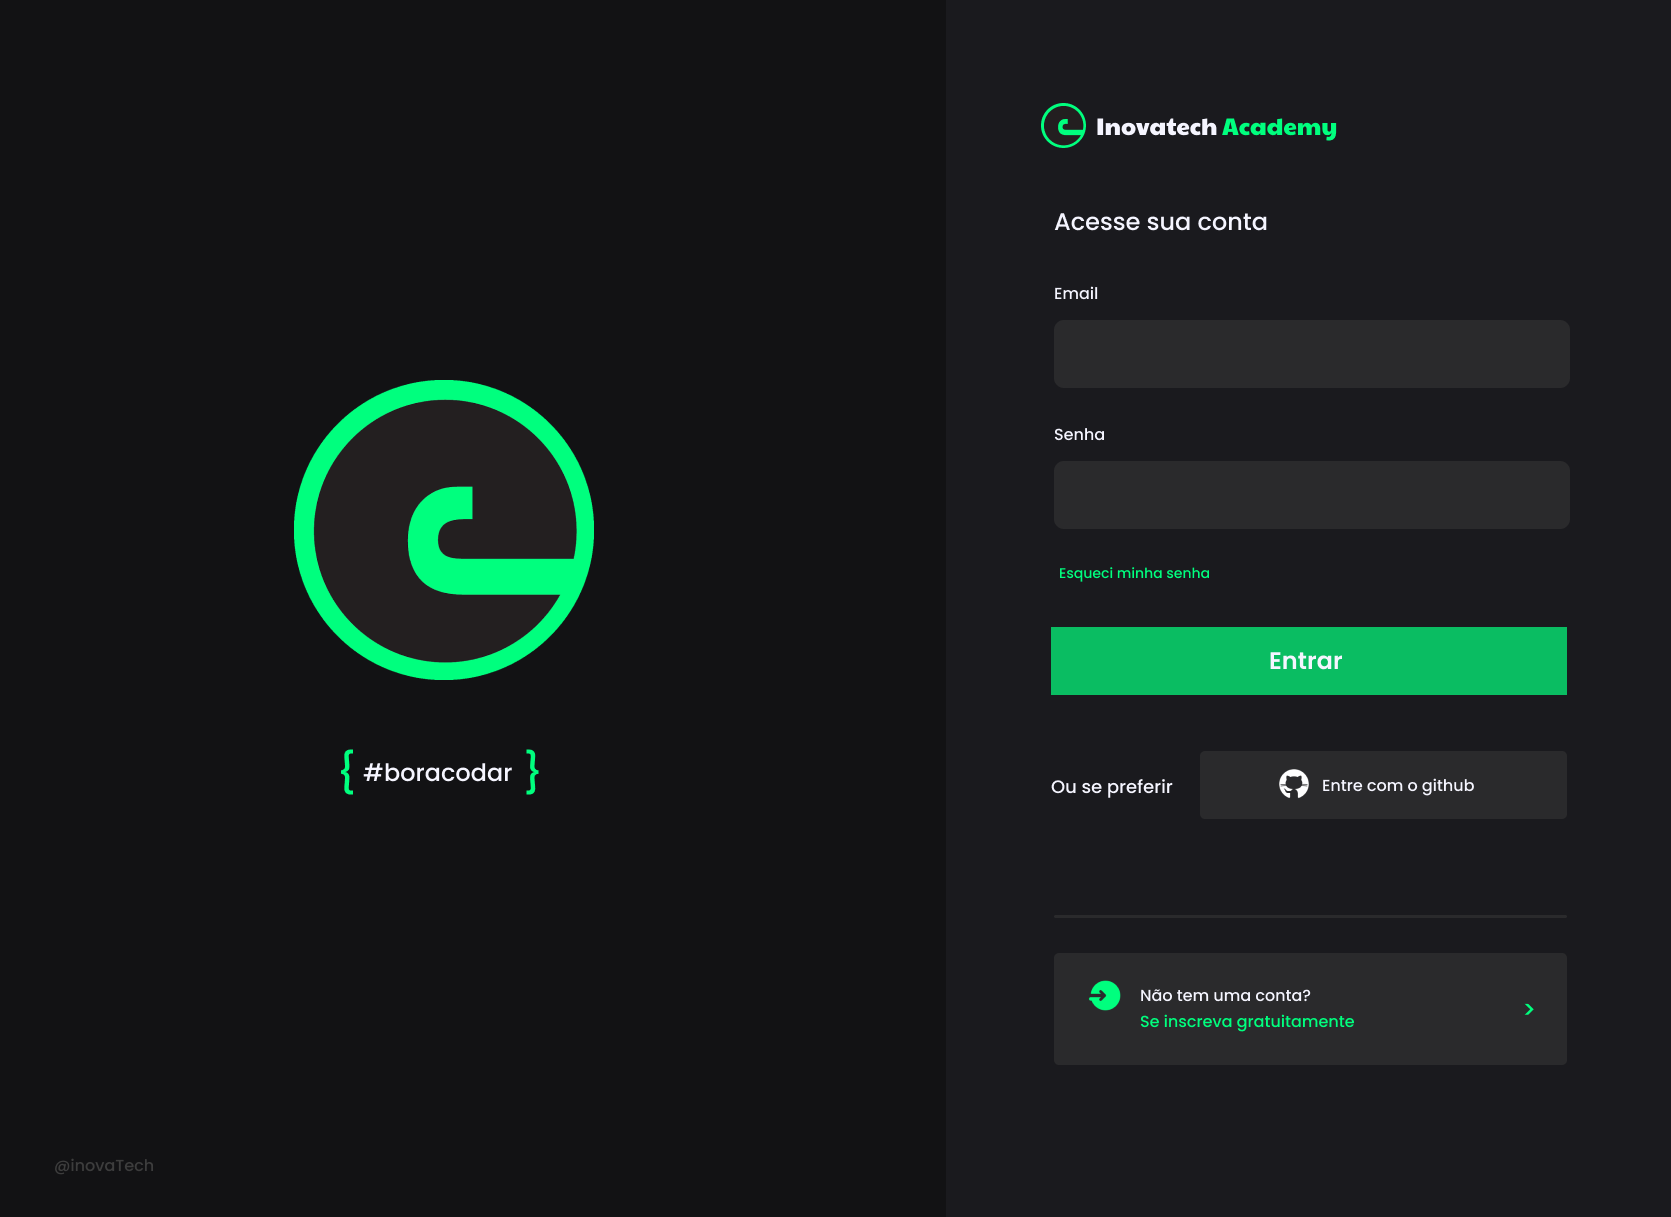 { #boracodar }
@inovaTech
Inovatech Academy
Acesse sua conta
Email
Senha
Esqueci minha senha
Entrar
Ou se preferir
Entre com o github
Não tem uma conta?
Se inscreva gratuitamente
>